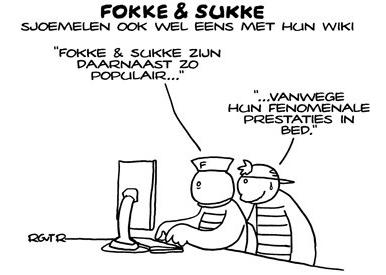 FOKKE & SUKKE
SJOEMELEN OOK WEL EENS MET HUN WIKI
"FOKKE & SUKKE ZIJN
DAARNAAST ZO
POPULAIR..."
"...VANWEGE
HUN FENOMENALE
PRESTATIES IN
BED."
F
RGvTR